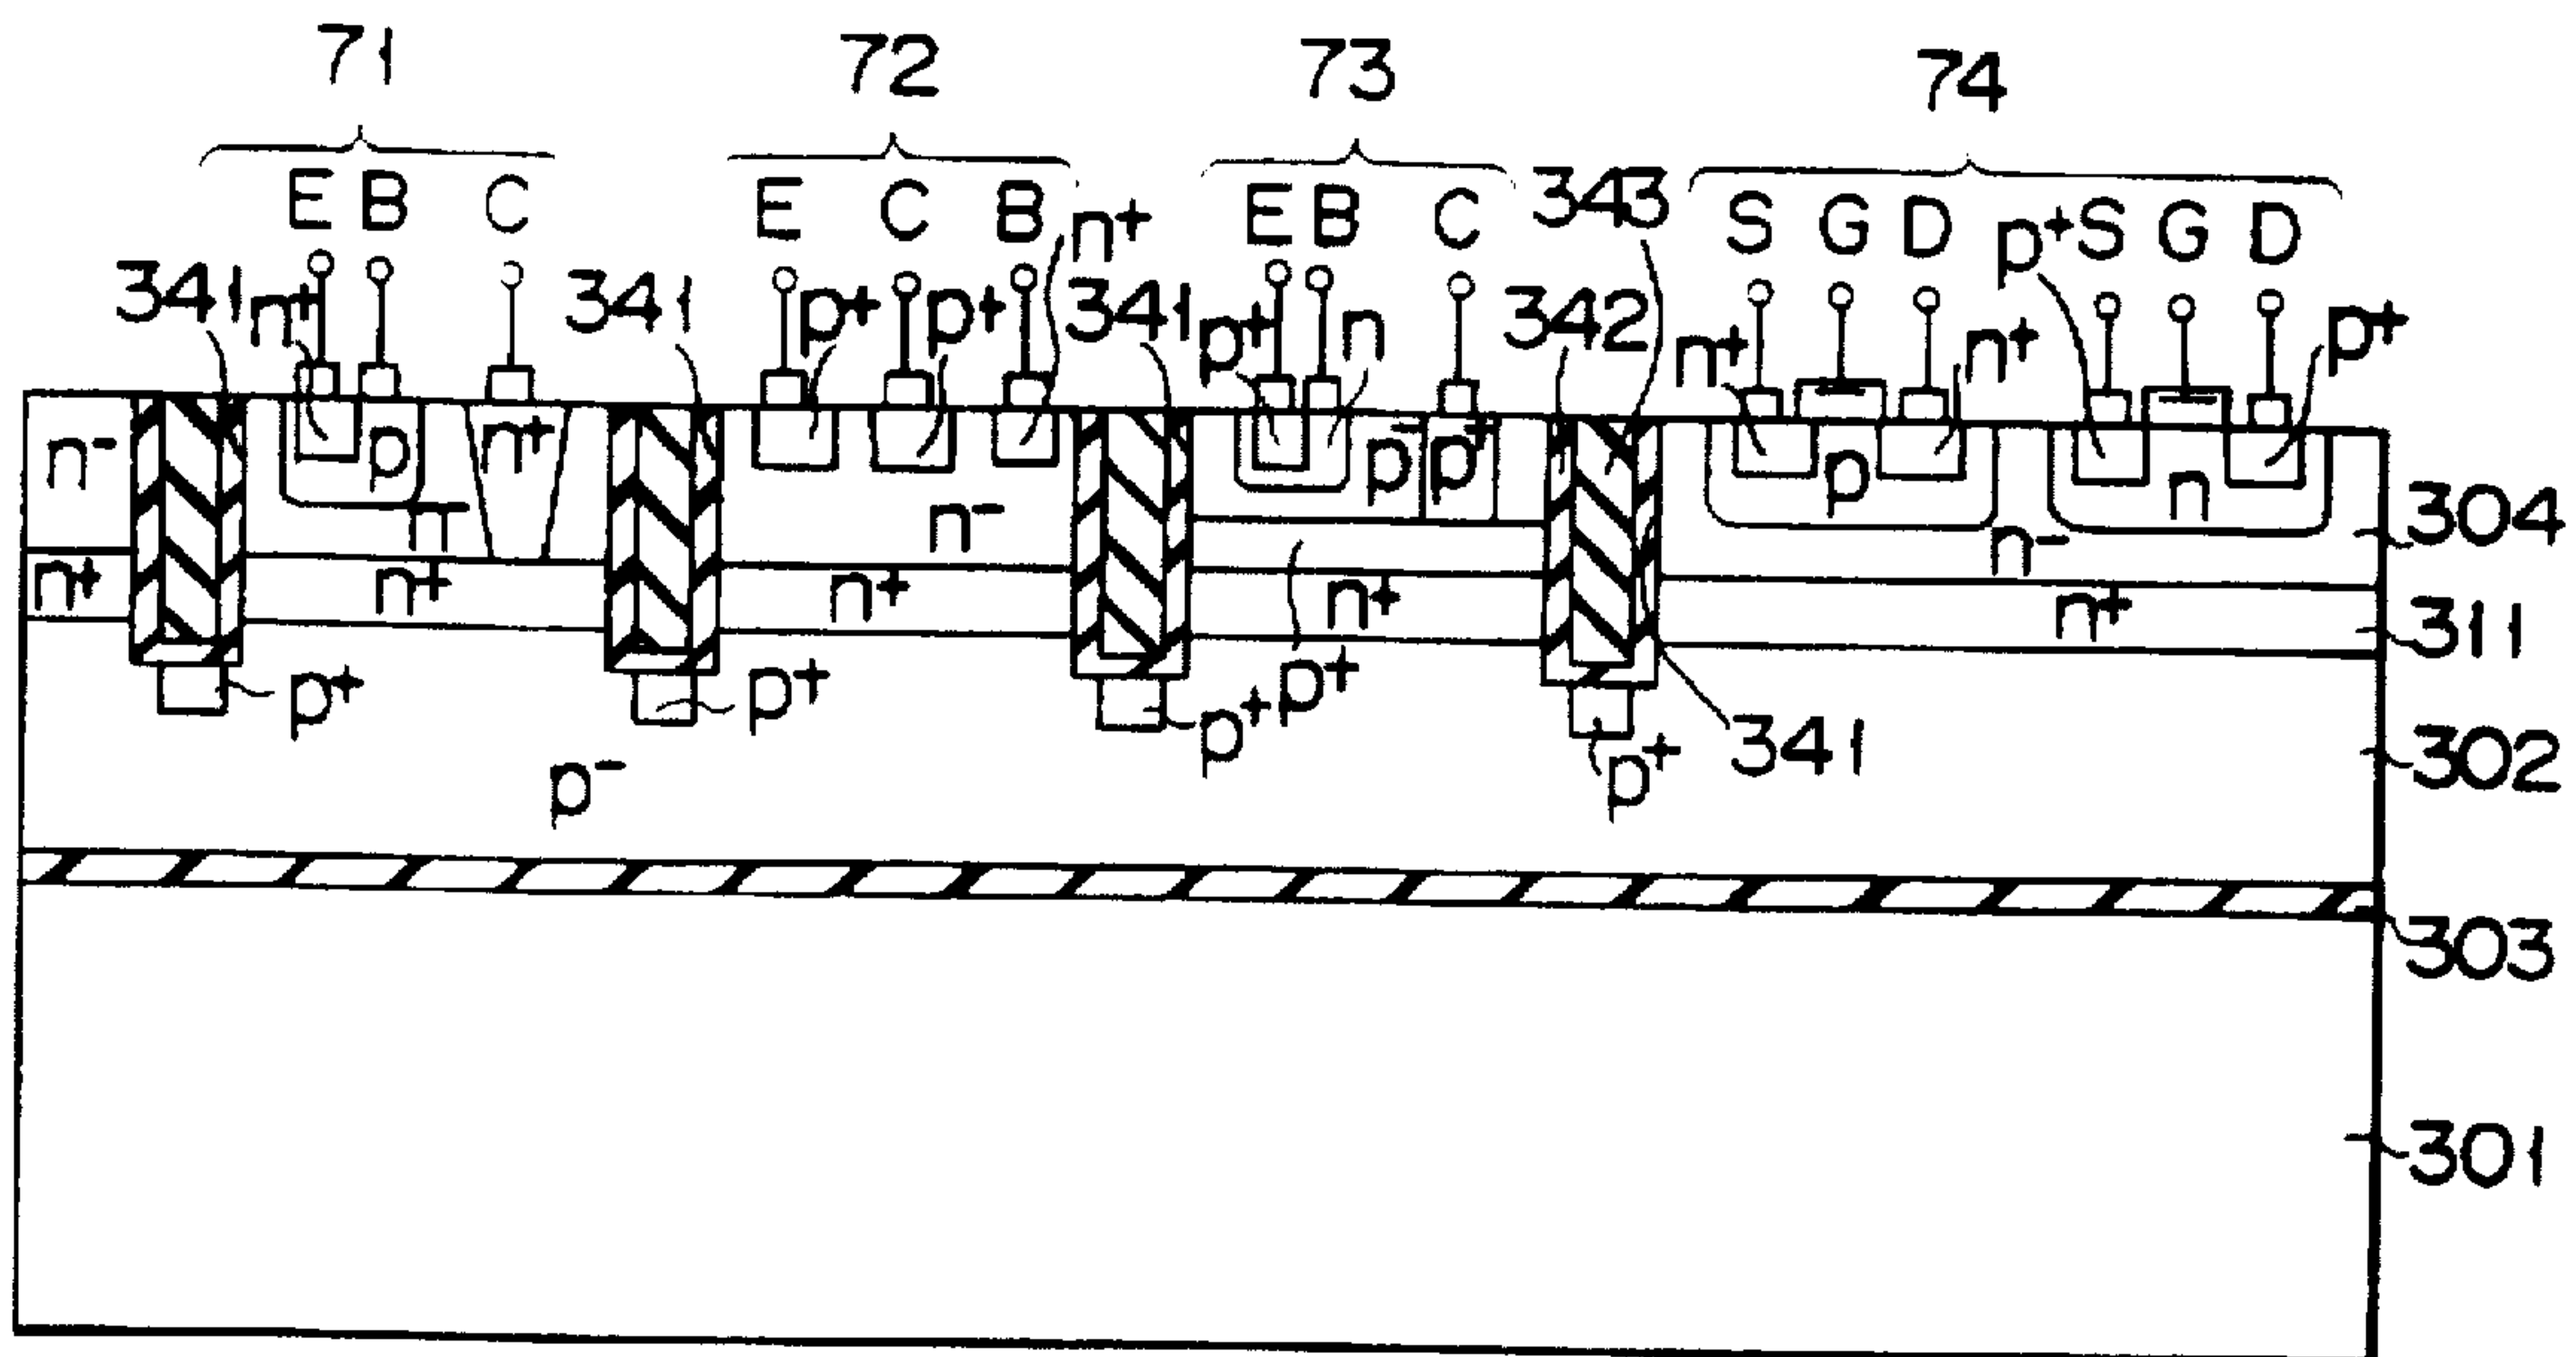 71 72 73 74
E B C E C B n+ E B C 343 S G D p+ S G D
341 n+ 341 p+ p+ 341 p+ n 342 n+ n+ p+
n- p n+ p- p+ p n
n- n- n- 304
n+ n+ n+ n+ n+ 311
p+ p+ p+ p+ p+ 341 302
p-
303
301